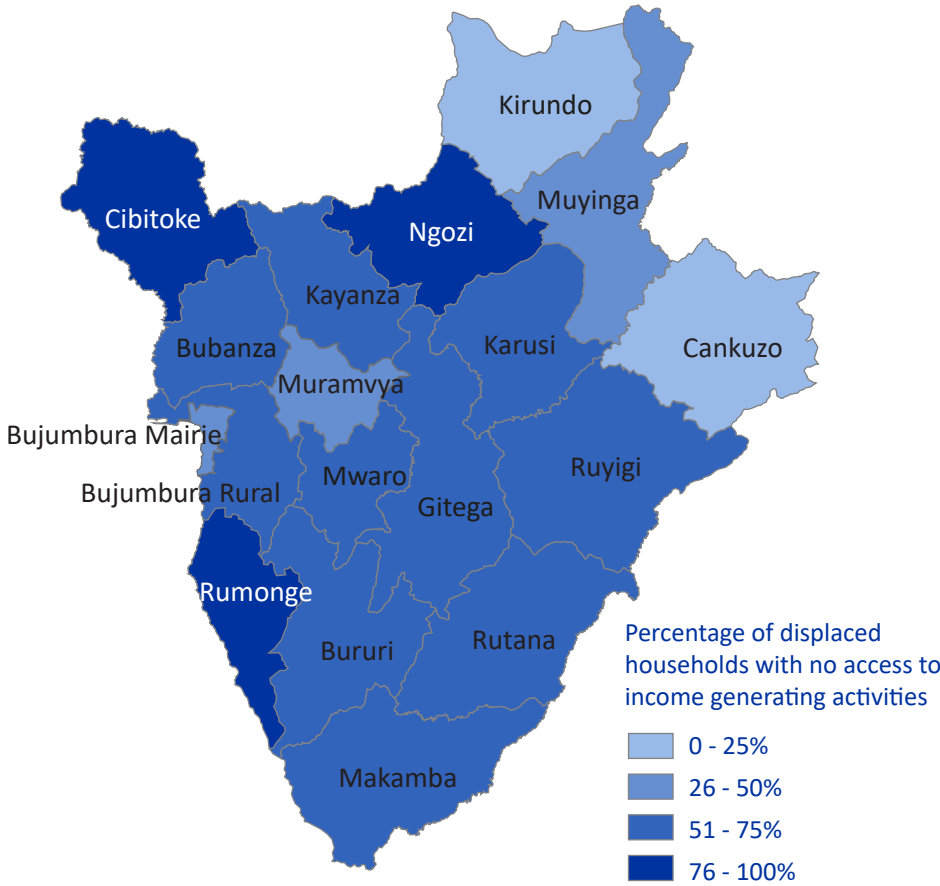 Kirundo
Muyinga
Cibitoke
Ngozi
Kayanza
Bubanza
Karusi
Cankuzo
Muramvya
Bujumbura Mairie
Mwaro
Ruyigi
Bujumbura Rural
Gitega
Rumonge
Bururi
Rutana
Makamba
Percentage of displaced
households with no access to
income generating activities
0 - 25%
26 - 50%
51 - 75%
76 - 100%